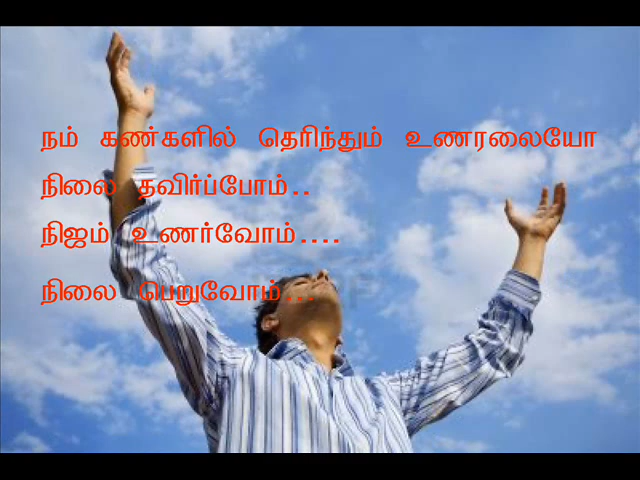 நம் கண்களில் தெரிந்தும் உணரலையோ
நிலை தவிர்ப்போம்..
நிஜம் உணர்வோம்....
நிலை பெறுவோம்...